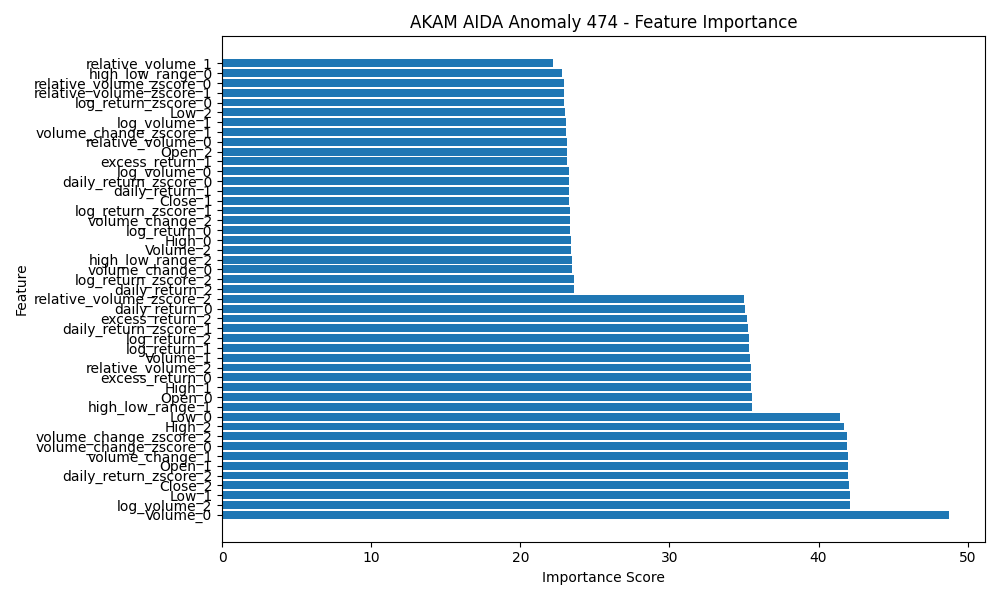 AKAM AIDA Anomaly 474 - Feature Importance
relative_volume_1
high_low_range_0
relative_volume_zscore_0
relative_volume_zscore_1
log_return_zscore_0
Low_2
log_volume_1
volume_change_zscore_1
relative_volume_0
Open_2
excess_return_1
log_volume_0
daily_return_zscore_0
daily_return_1
Close_1
log_return_zscore_1
volume_change_2
log_return_0
High_0
Volume_2
high_low_range_2
volume_change_0
log_return_zscore_2
daily_return_2
relative_volume_zscore_2
daily_return_0
excess_return_2
daily_return_zscore_1
log_return_2
log_return_1
Volume_1
relative_volume_2
excess_return_0
High_1
Open_0
high_low_range_1
Low_0
High_2
volume_change_zscore_2
volume_change_zscore_0
volume_change_1
Open_1
daily_return_zscore_2
Close_2
Low_1
log_volume_2
Volume_0
Feature
0 10 20 30 40 50
Importance Score